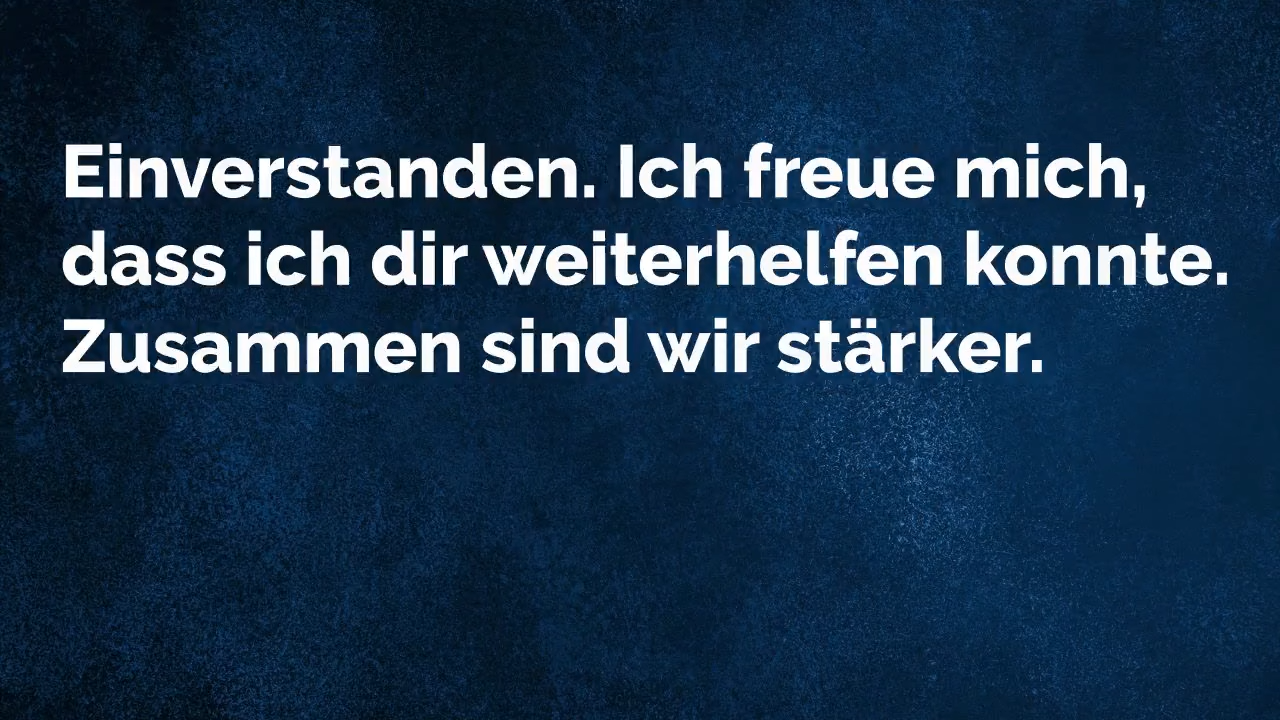 Einverstanden. Ich freue mich,
dass ich dir weiterhelfen konnte.
Zusammen sind wir stärker.